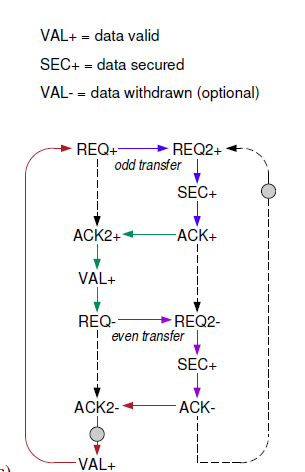 VAL+ = data valid
SEC+ = data secured
VAL- = data withdrawn (optional)
REQ+ REQ2+
odd transfer
SEC+
ACK2+ ACK+
VAL+
REQ- REQ2-
even transfer
SEC+
ACK2- ACK-
VAL+